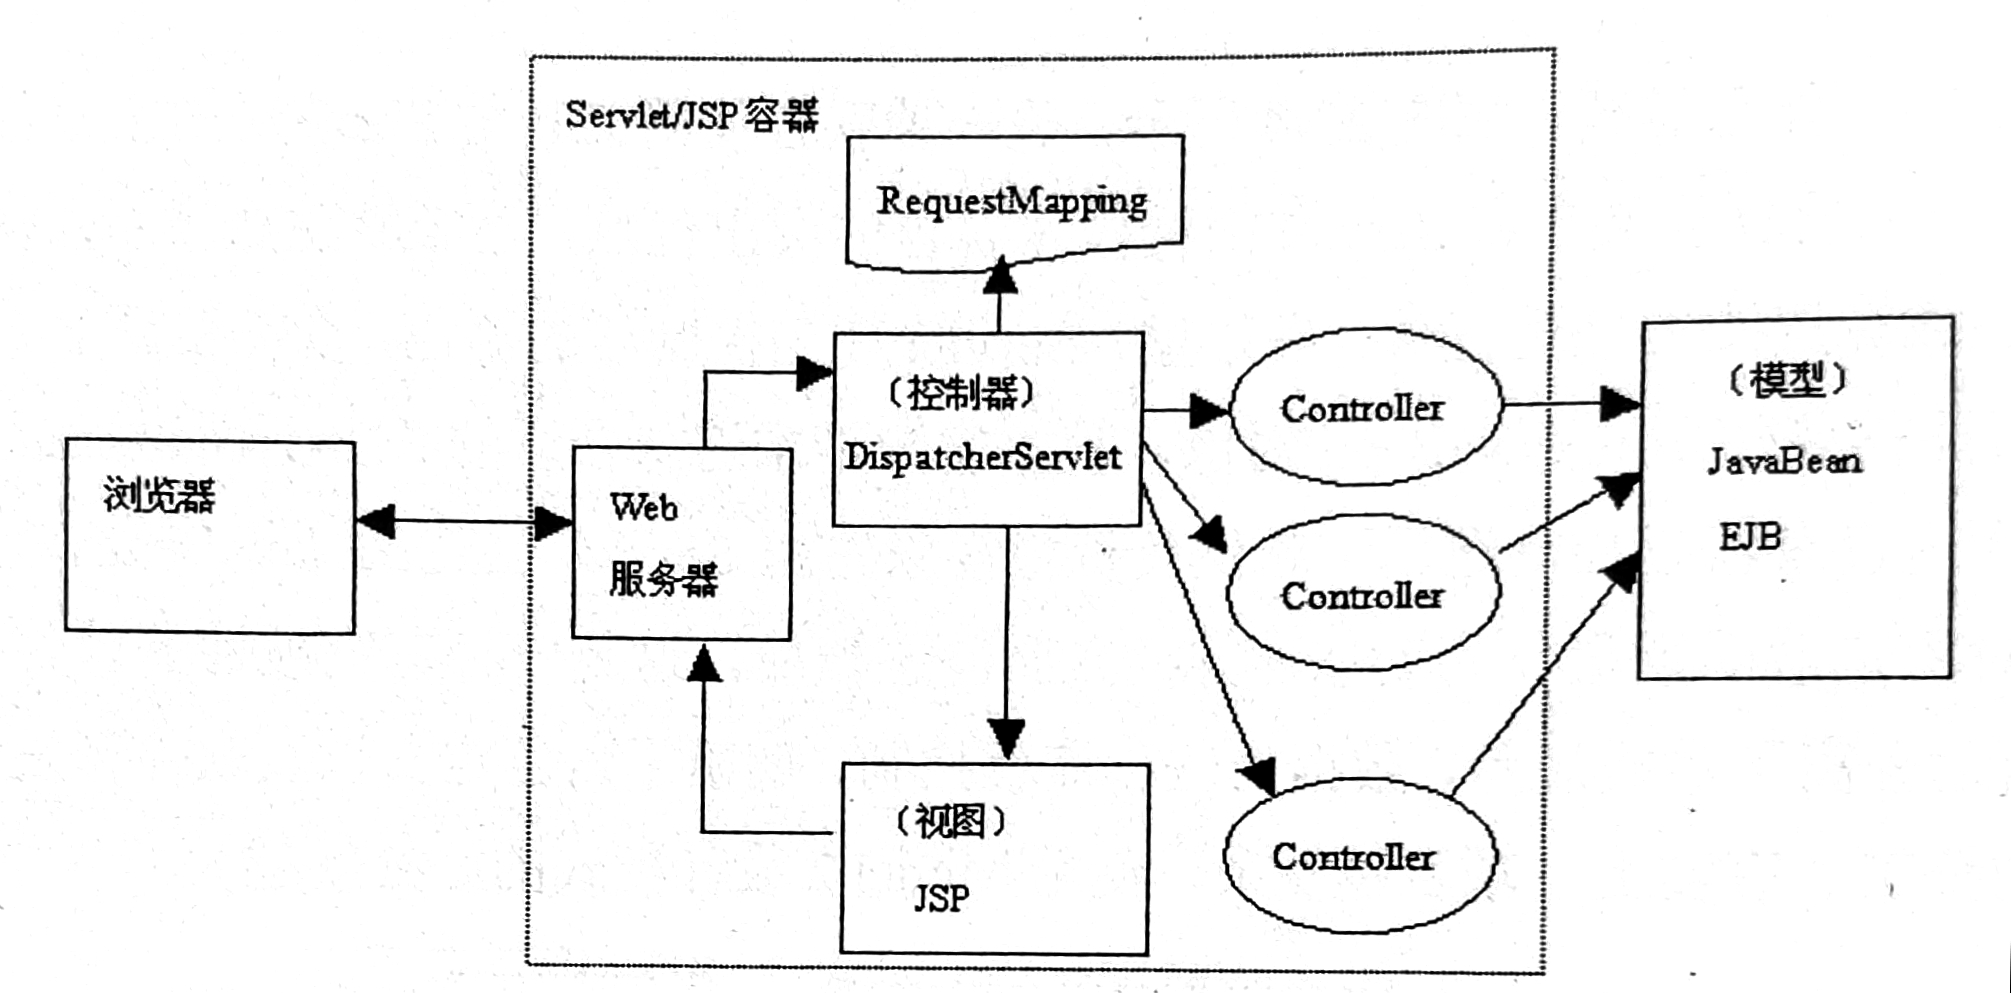 Servlet/JSP 容器
RequestMapping
（控制器）
DispatcherServlet
Controller
（模型）
JavaBean
EJB
浏览器
Web
服务器
Controller
（视图）
JSP
Controller